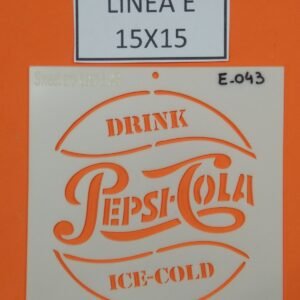 LINEA E
15X15
E-043
DRINK
PEPSI-COLA
ICE-COLD